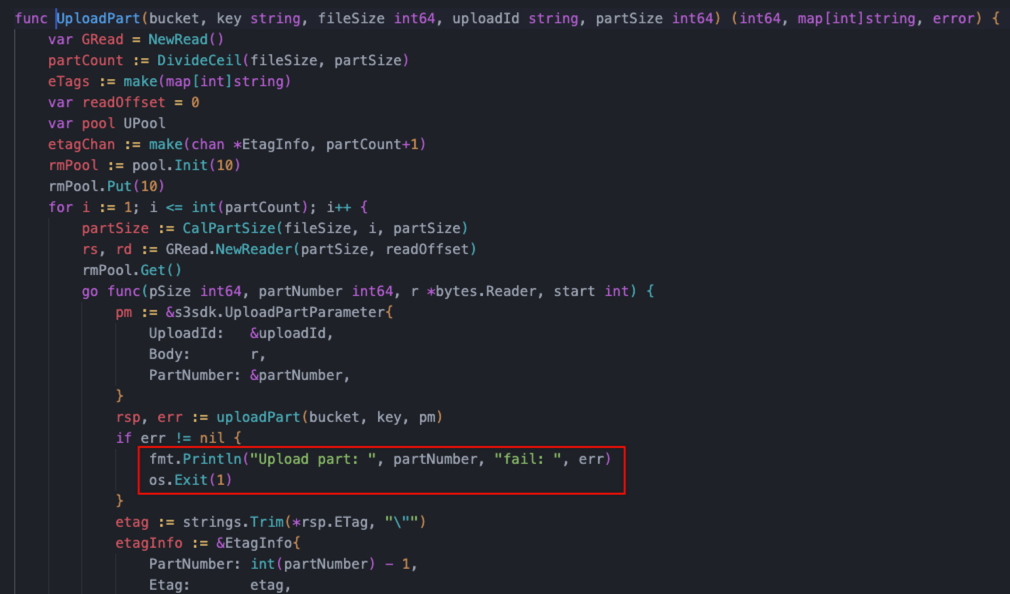 func UploadPart(bucket, key string, fileSize int64, uploadId string, partSize int64) (int64, map[int]string, error) {
    var GRead = NewRead()
    partCount := DivideCeil(fileSize, partSize)
    eTags := make(map[int]string)
    var readOffset = 0
    var pool UPool
    etagChan := make(chan *EtagInfo, partCount+1)
    rmPool := pool.Init(10)
    rmPool.Put(10)
    for i := 1; i <= int(partCount); i++ {
        partSize := CalPartSize(fileSize, i, partSize)
        rs, rd := GRead.NewReader(partSize, readOffset)
        rmPool.Get()
        go func(pSize int64, partNumber int64, r *bytes.Reader, start int) {
            pm := &s3sdk.UploadPartParameter{
                UploadId:   &uploadId,
                Body:       r,
                PartNumber: &partNumber,
            }
            rsp, err := uploadPart(bucket, key, pm)
            if err != nil {
                fmt.Println("Upload part: ", partNumber, "fail: ", err)
                os.Exit(1)
            }
            etag := strings.Trim(*rsp.ETag, "\"")
            etagInfo := &EtagInfo{
                PartNumber: int(partNumber) - 1,
                Etag:       etag,